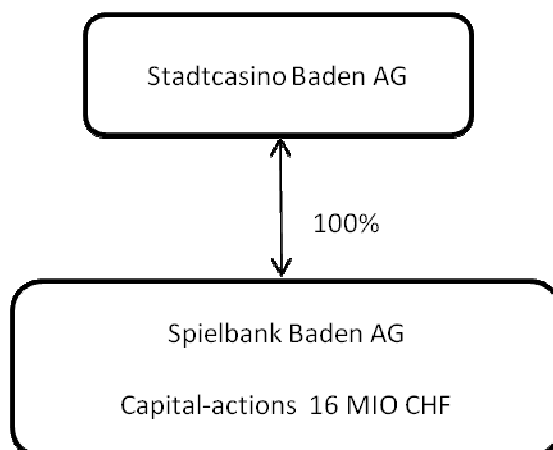 Stadtcasino Baden AG
100%
Spielbank Baden AG
Capital-actions 16 MIO CHF